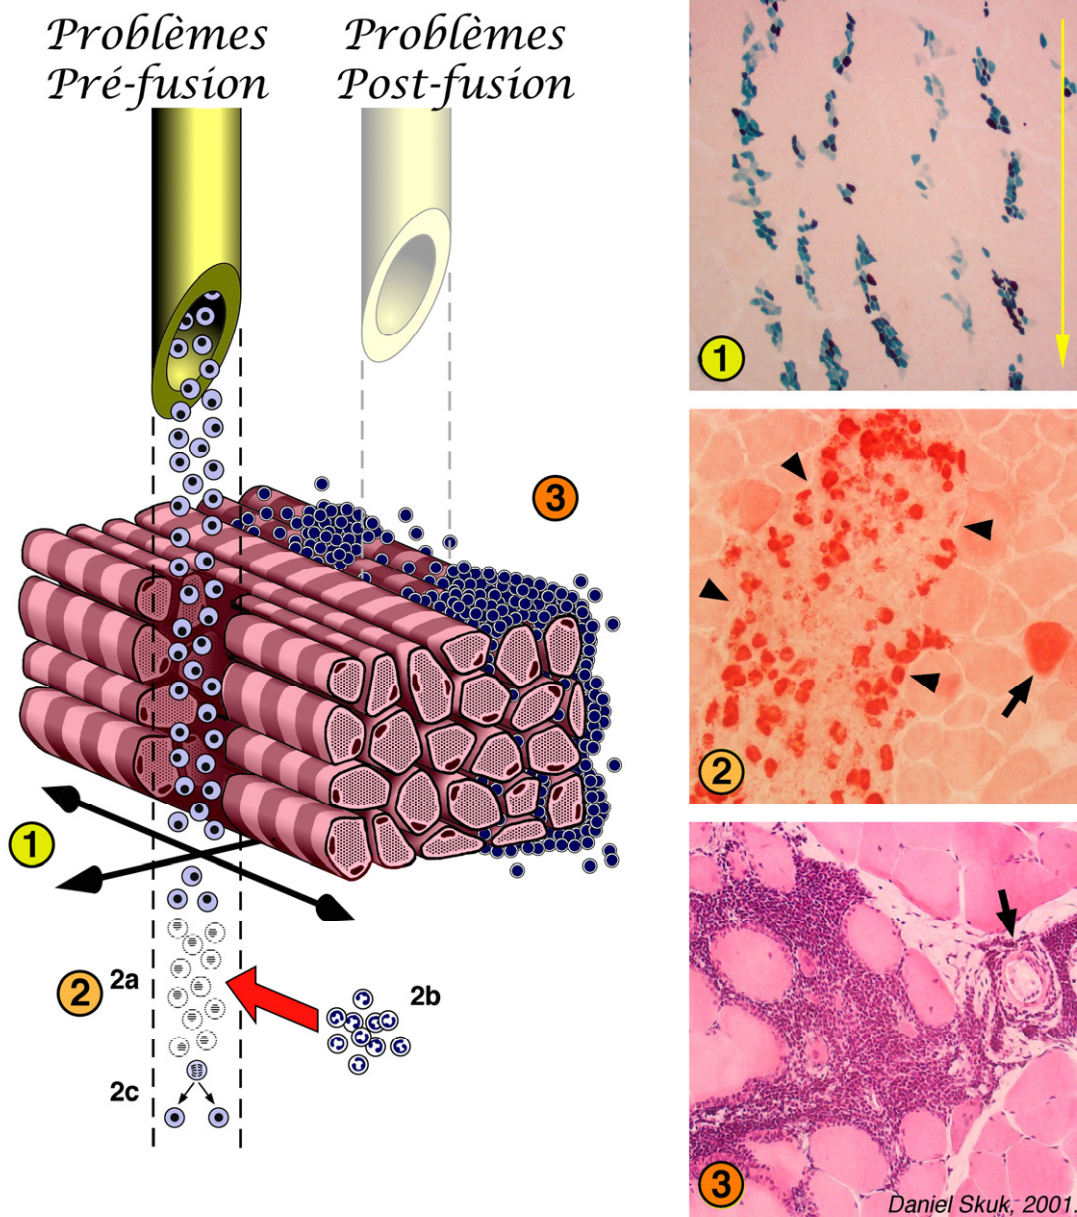 Problèmes
Pré-fusion
Problèmes
Post-fusion
1
3
2
1
2a
2
2b
2c
3
Daniel Skuk, 2001.